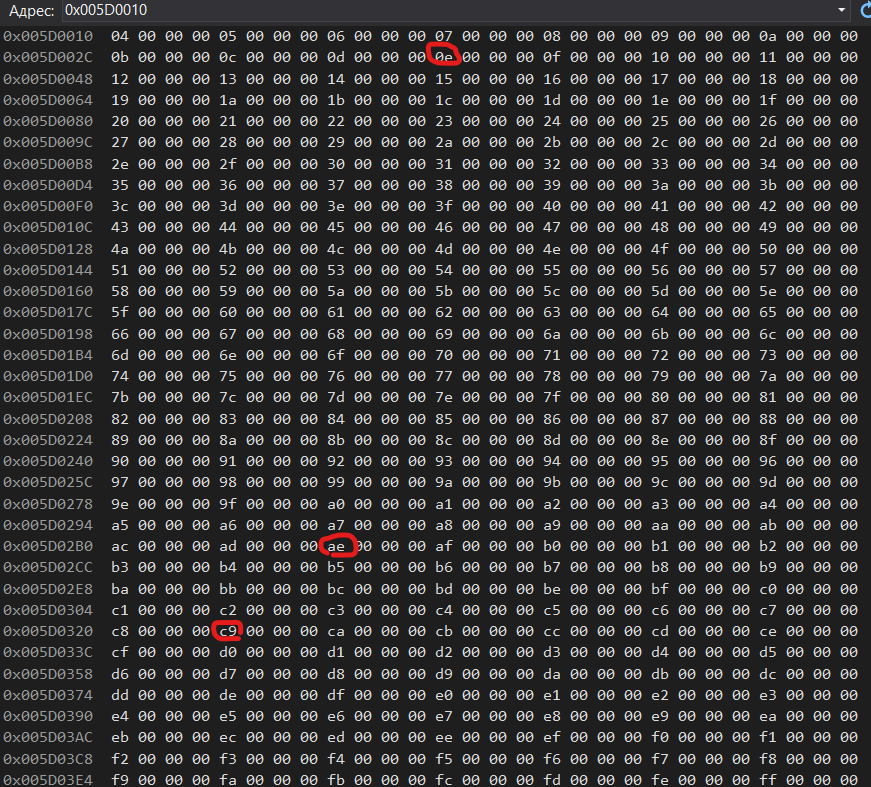 Адрес: 0x005D0010
0x005D0010 04 00 00 00 05 00 00 00 06 00 00 00 07 00 00 00 08 00 00 00 09 00 00 00 0a 00 00 00
0x005D002C 0b 00 00 00 0c 00 00 00 0d 00 00 00 0e 00 00 00 0f 00 00 00 10 00 00 00 11 00 00 00
0x005D0048 12 00 00 00 13 00 00 00 14 00 00 00 15 00 00 00 16 00 00 00 17 00 00 00 18 00 00 00
0x005D0064 19 00 00 00 1a 00 00 00 1b 00 00 00 1c 00 00 00 1d 00 00 00 1e 00 00 00 1f 00 00 00
0x005D0080 20 00 00 00 21 00 00 00 22 00 00 00 23 00 00 00 24 00 00 00 25 00 00 00 26 00 00 00
0x005D009C 27 00 00 00 28 00 00 00 29 00 00 00 2a 00 00 00 2b 00 00 00 2c 00 00 00 2d 00 00 00
0x005D00B8 2e 00 00 00 2f 00 00 00 30 00 00 00 31 00 00 00 32 00 00 00 33 00 00 00 34 00 00 00
0x005D00D4 35 00 00 00 36 00 00 00 37 00 00 00 38 00 00 00 39 00 00 00 3a 00 00 00 3b 00 00 00
0x005D00F0 3c 00 00 00 3d 00 00 00 3e 00 00 00 3f 00 00 00 40 00 00 00 41 00 00 00 42 00 00 00
0x005D010C 43 00 00 00 44 00 00 00 45 00 00 00 46 00 00 00 47 00 00 00 48 00 00 00 49 00 00 00
0x005D0128 4a 00 00 00 4b 00 00 00 4c 00 00 00 4d 00 00 00 4e 00 00 00 4f 00 00 00 50 00 00 00
0x005D0144 51 00 00 00 52 00 00 00 53 00 00 00 54 00 00 00 55 00 00 00 56 00 00 00 57 00 00 00
0x005D0160 58 00 00 00 59 00 00 00 5a 00 00 00 5b 00 00 00 5c 00 00 00 5d 00 00 00 5e 00 00 00
0x005D017C 5f 00 00 00 60 00 00 00 61 00 00 00 62 00 00 00 63 00 00 00 64 00 00 00 65 00 00 00
0x005D0198 66 00 00 00 67 00 00 00 68 00 00 00 69 00 00 00 6a 00 00 00 6b 00 00 00 6c 00 00 00
0x005D01B4 6d 00 00 00 6e 00 00 00 6f 00 00 00 70 00 00 00 71 00 00 00 72 00 00 00 73 00 00 00
0x005D01D0 74 00 00 00 75 00 00 00 76 00 00 00 77 00 00 00 78 00 00 00 79 00 00 00 7a 00 00 00
0x005D01EC 7b 00 00 00 7c 00 00 00 7d 00 00 00 7e 00 00 00 7f 00 00 00 80 00 00 00 81 00 00 00
0x005D0208 82 00 00 00 83 00 00 00 84 00 00 00 85 00 00 00 86 00 00 00 87 00 00 00 88 00 00 00
0x005D0224 89 00 00 00 8a 00 00 00 8b 00 00 00 8c 00 00 00 8d 00 00 00 8e 00 00 00 8f 00 00 00
0x005D0240 90 00 00 00 91 00 00 00 92 00 00 00 93 00 00 00 94 00 00 00 95 00 00 00 96 00 00 00
0x005D025C 97 00 00 00 98 00 00 00 99 00 00 00 9a 00 00 00 9b 00 00 00 9c 00 00 00 9d 00 00 00
0x005D0278 9e 00 00 00 9f 00 00 00 a0 00 00 00 a1 00 00 00 a2 00 00 00 a3 00 00 00 a4 00 00 00
0x005D0294 a5 00 00 00 a6 00 00 00 a7 00 00 00 a8 00 00 00 a9 00 00 00 aa 00 00 00 ab 00 00 00
0x005D02B0 ac 00 00 00 ad 00 00 00 ae 00 00 00 af 00 00 00 b0 00 00 00 b1 00 00 00 b2 00 00 00
0x005D02CC b3 00 00 00 b4 00 00 00 b5 00 00 00 b6 00 00 00 b7 00 00 00 b8 00 00 00 b9 00 00 00
0x005D02E8 ba 00 00 00 bb 00 00 00 bc 00 00 00 bd 00 00 00 be 00 00 00 bf 00 00 00 c0 00 00 00
0x005D0304 c1 00 00 00 c2 00 00 00 c3 00 00 00 c4 00 00 00 c5 00 00 00 c6 00 00 00 c7 00 00 00
0x005D0320 c8 00 00 00 c9 00 00 00 ca 00 00 00 cb 00 00 00 cc 00 00 00 cd 00 00 00 ce 00 00 00
0x005D033C cf 00 00 00 d0 00 00 00 d1 00 00 00 d2 00 00 00 d3 00 00 00 d4 00 00 00 d5 00 00 00
0x005D0358 d6 00 00 00 d7 00 00 00 d8 00 00 00 d9 00 00 00 da 00 00 00 db 00 00 00 dc 00 00 00
0x005D0374 dd 00 00 00 de 00 00 00 df 00 00 00 e0 00 00 00 e1 00 00 00 e2 00 00 00 e3 00 00 00
0x005D0390 e4 00 00 00 e5 00 00 00 e6 00 00 00 e7 00 00 00 e8 00 00 00 e9 00 00 00 ea 00 00 00
0x005D03AC eb 00 00 00 ec 00 00 00 ed 00 00 00 ee 00 00 00 ef 00 00 00 f0 00 00 00 f1 00 00 00
0x005D03C8 f2 00 00 00 f3 00 00 00 f4 00 00 00 f5 00 00 00 f6 00 00 00 f7 00 00 00 f8 00 00 00
0x005D03E4 f9 00 00 00 fa 00 00 00 fb 00 00 00 fc 00 00 00 fd 00 00 00 fe 00 00 00 ff 00 00 00